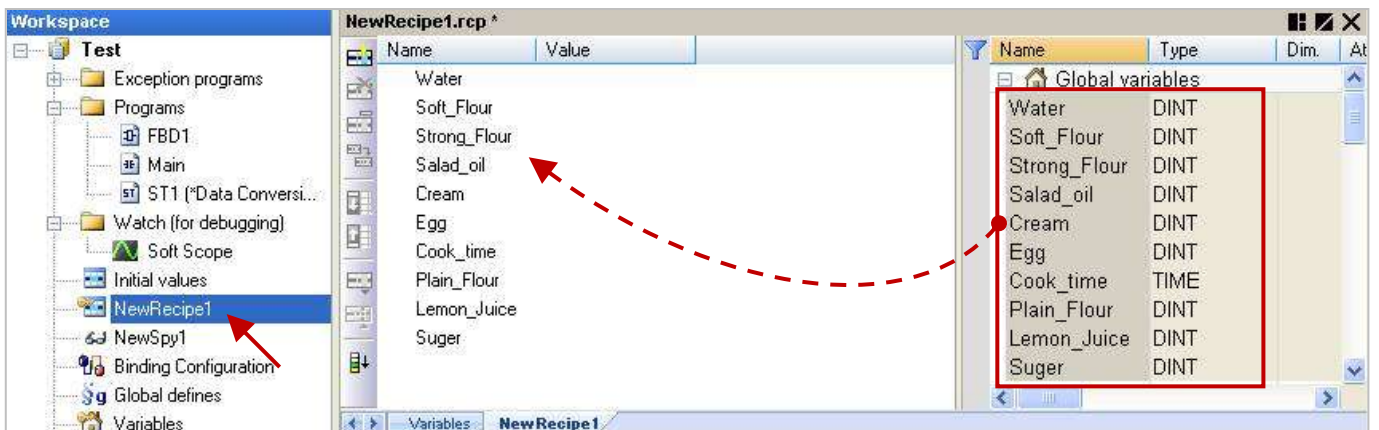 Workspace
Test
Exception programs
Programs
FBD1
Main
ST1 (*Data Conversi...
Watch (for debugging)
Soft Scope
Initial values
NewRecipe1
NewSpy1
Binding Configuration
Global defines
Variables
NewRecipe1.rcp *
Name Value
Water
Soft_Flour
Strong_Flour
Salad_oil
Cream
Egg
Cook_time
Plain_Flour
Lemon_Juice
Suger
Variables NewRecipe1
Name Type Dim. At
Global variables
Water DINT
Soft_Flour DINT
Strong_Flour DINT
Salad_oil DINT
Cream DINT
Egg DINT
Cook_time TIME
Plain_Flour DINT
Lemon_Juice DINT
Suger DINT